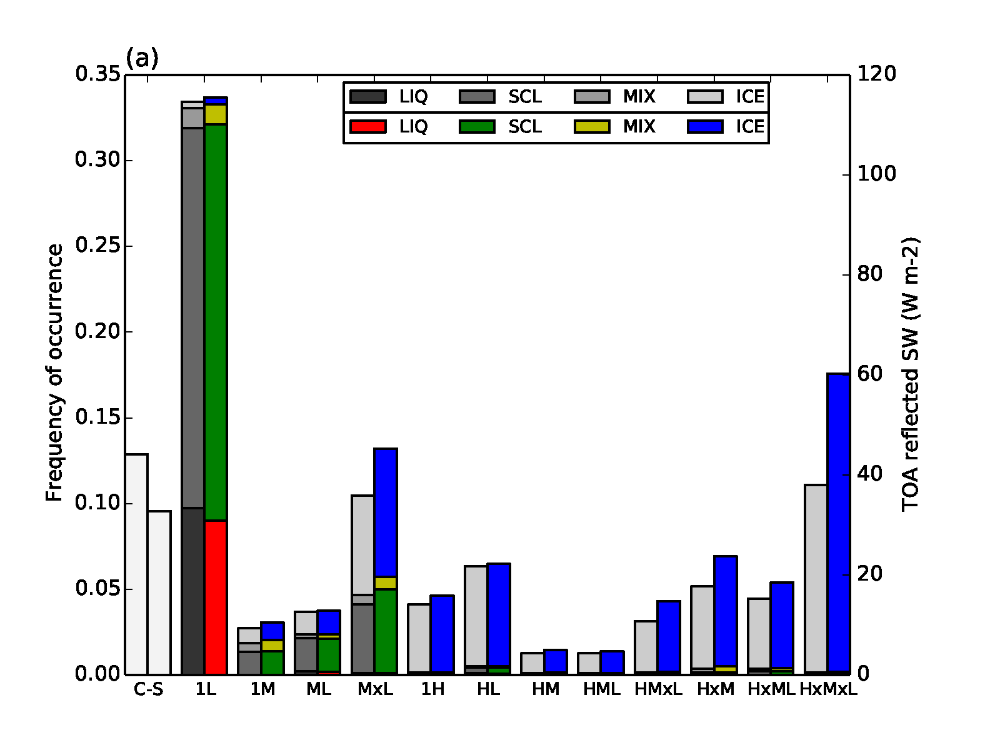 (a)
0.35
0.30
0.25
0.20
0.15
0.10
0.05
0.00
Frequency of occurrence
LIQ SCL MIX ICE
LIQ SCL MIX ICE
120
100
80
60
40
20
0
TOA reflected SW (W m-2)
C-S 1L 1M ML MxL 1H HL HM HML HMxL HxM HxML HxMxL